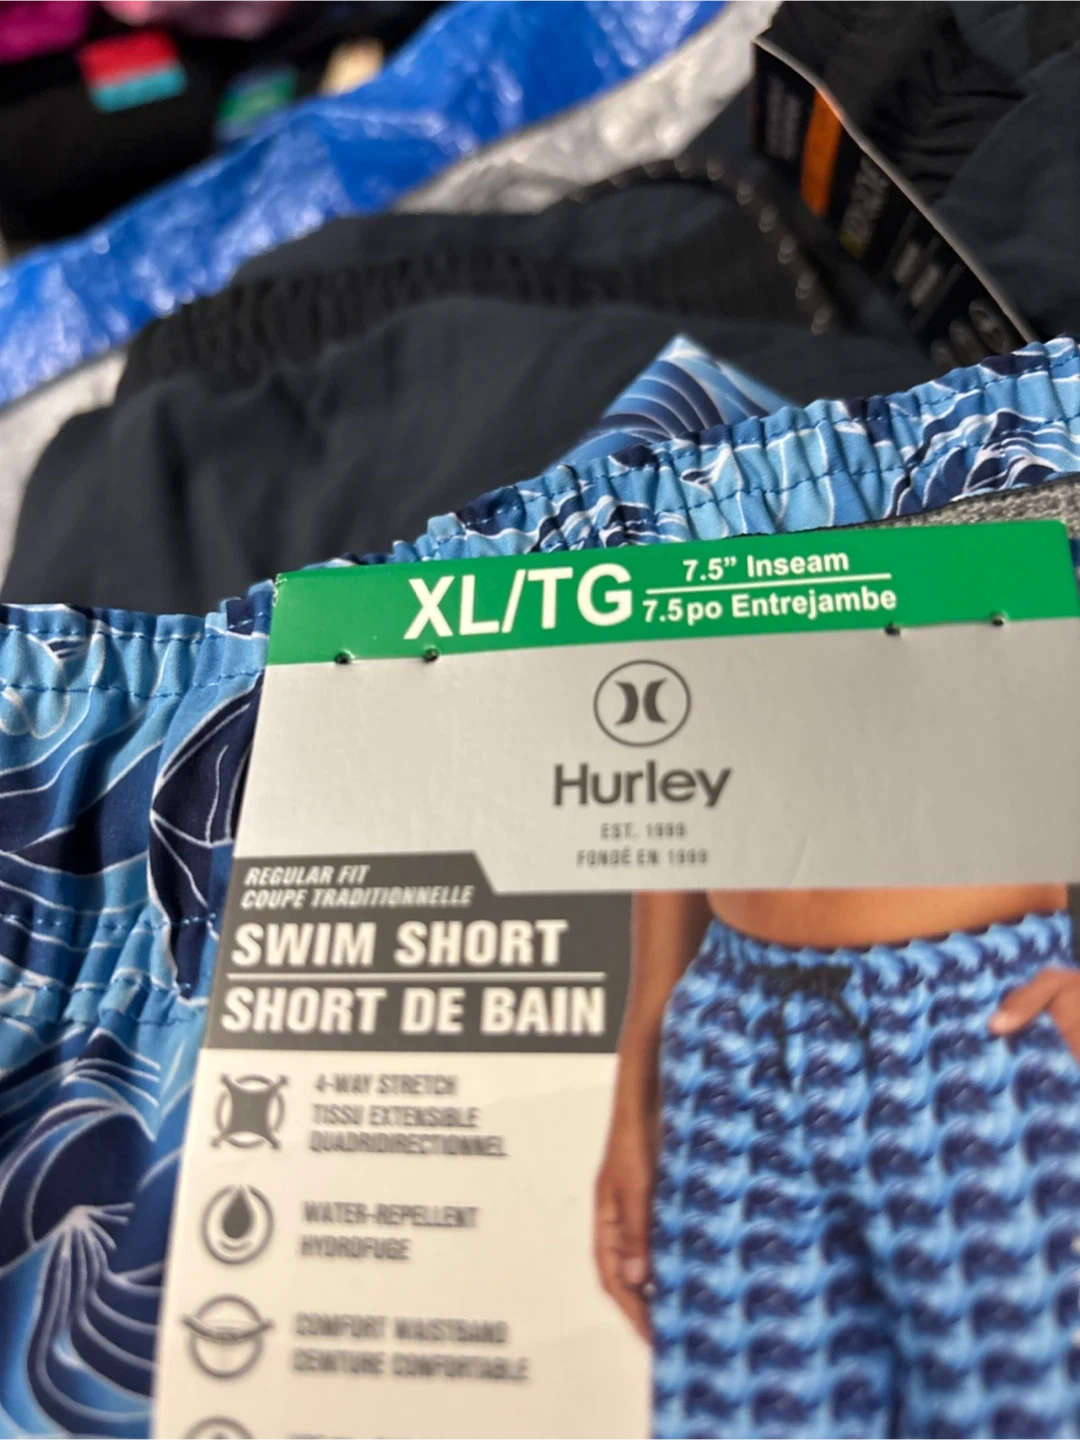 XL/TG
7.5” Inseam
7.5po Entrejambe
Hurley
EST. 1999
FONDÉ EN 1999
REGULAR FIT
COUPE TRADITIONNELLE
SWIM SHORT
SHORT DE BAIN
4-WAY STRETCH
TISSU EXTENSIBLE
QUADRIDIRECTIONNEL
WATER-REPELLENT
HYDROFUGE
COMFORT WAISTBAND
CEINTURE CONFORTABLE